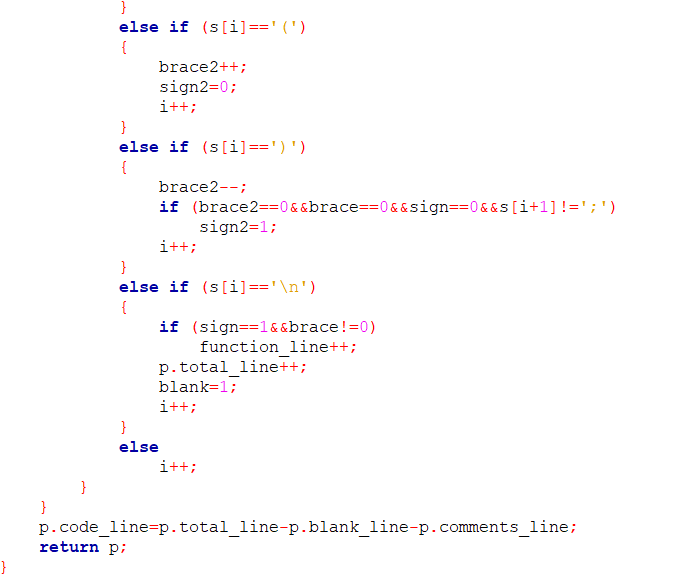 }
            else if (s[i]=='(')
            {
                brace2++;
                sign2=0;
                i++;
            }
            else if (s[i]==')')
            {
                brace2--;
                if (brace2==0&&brace==0&&sign==0&&s[i+1]!=';')
                    sign2=1;
                i++;
            }
            else if (s[i]=='\n')
            {
                if (sign==1&&brace!=0)
                    function_line++;
                p.total_line++;
                blank=1;
                i++;
            }
            else
                i++;
        }
    }
    p.code_line=p.total_line-p.blank_line-p.comments_line;
    return p;
}